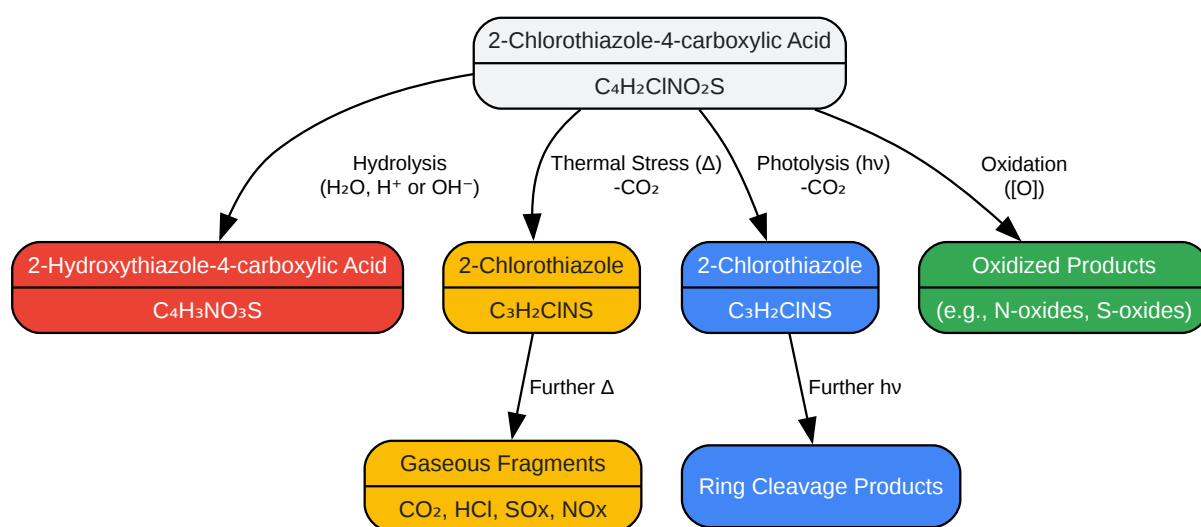 2-Chlorothiazole-4-carboxylic Acid
C₄H₂ClNO₂S
Hydrolysis
(H₂O, H⁺ or OH⁻)
Thermal Stress (Δ)
-CO₂
Photolysis (hν)
-CO₂
Oxidation
([O])
2-Hydroxythiazole-4-carboxylic Acid
C₄H₃NO₃S
2-Chlorothiazole
C₃H₂ClNS
2-Chlorothiazole
C₃H₂ClNS
Oxidized Products
(e.g., N-oxides, S-oxides)
Further Δ
Further hν
Gaseous Fragments
CO₂, HCl, SOx, NOx
Ring Cleavage Products